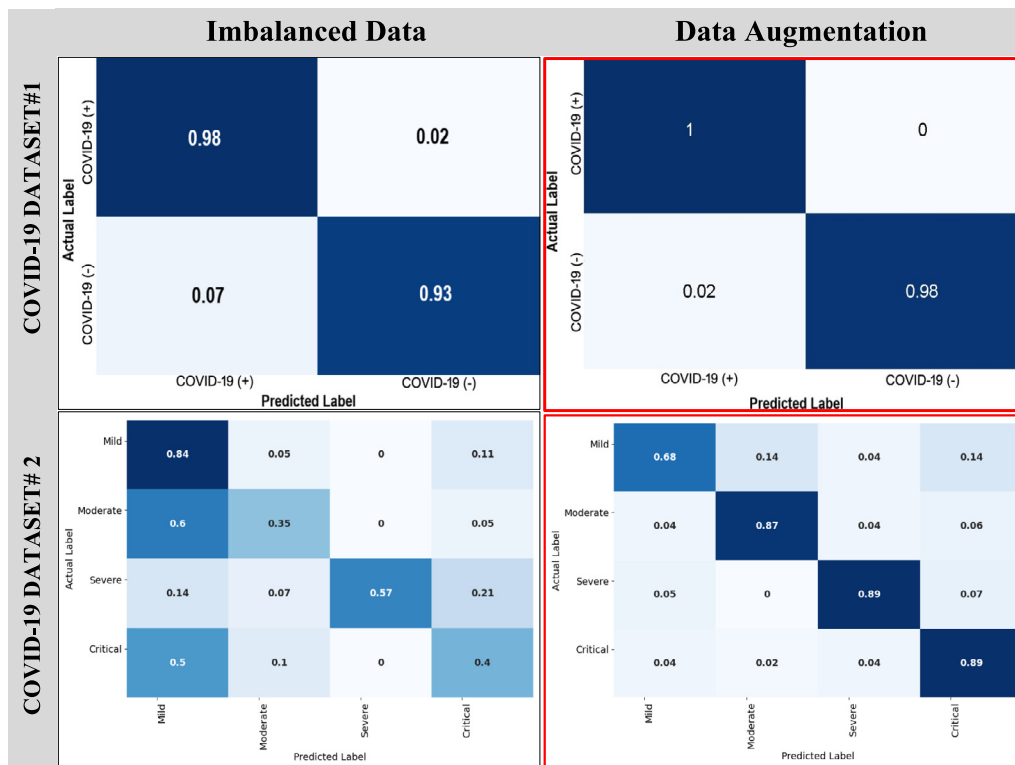 Imbalanced Data
Data Augmentation
COVID-19 DATASET#1
Actual Label
COVID-19 (+)
COVID-19 (-)
0.98 0.02
0.07 0.93
COVID-19 (+) COVID-19 (-)
Predicted Label
Actual Label
COVID-19 (+)
COVID-19 (-)
1 0
0.02 0.98
COVID-19 (+) COVID-19 (-)
Predicted Label
COVID-19 DATASET# 2
Actual Label
Mild 0.84 0.05 0 0.11
Moderate 0.6 0.35 0 0.05
Severe 0.14 0.07 0.57 0.21
Critical 0.5 0.1 0 0.4
Mild Moderate Severe Critical
Predicted Label
Actual Label
Mild 0.68 0.14 0.04 0.14
Moderate 0.04 0.87 0.04 0.06
Severe 0.05 0 0.89 0.07
Critical 0.04 0.02 0.04 0.89
Mild Moderate Severe Critical
Predicted Label